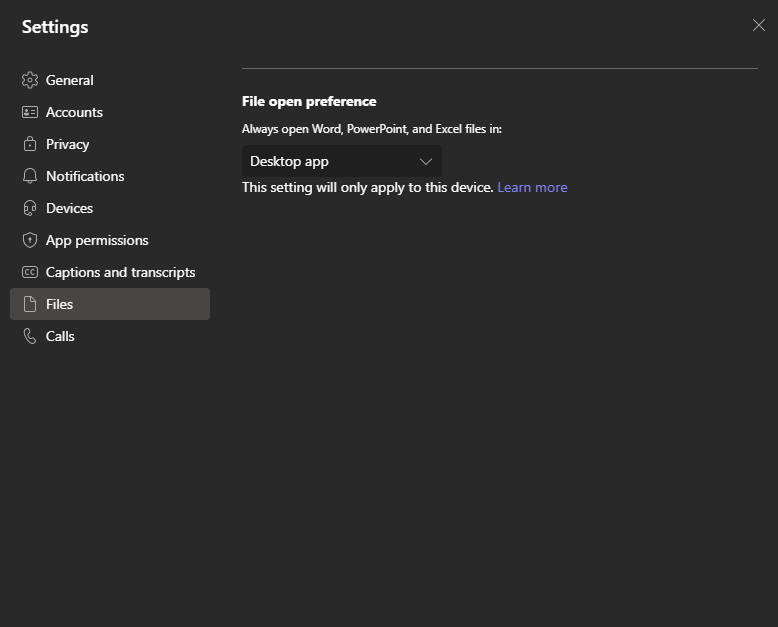 Settings
General
Accounts
Privacy
Notifications
Devices
App permissions
CC Captions and transcripts
Files
Calls
File open preference
Always open Word, PowerPoint, and Excel files in:
Desktop app
This setting will only apply to this device. Learn more